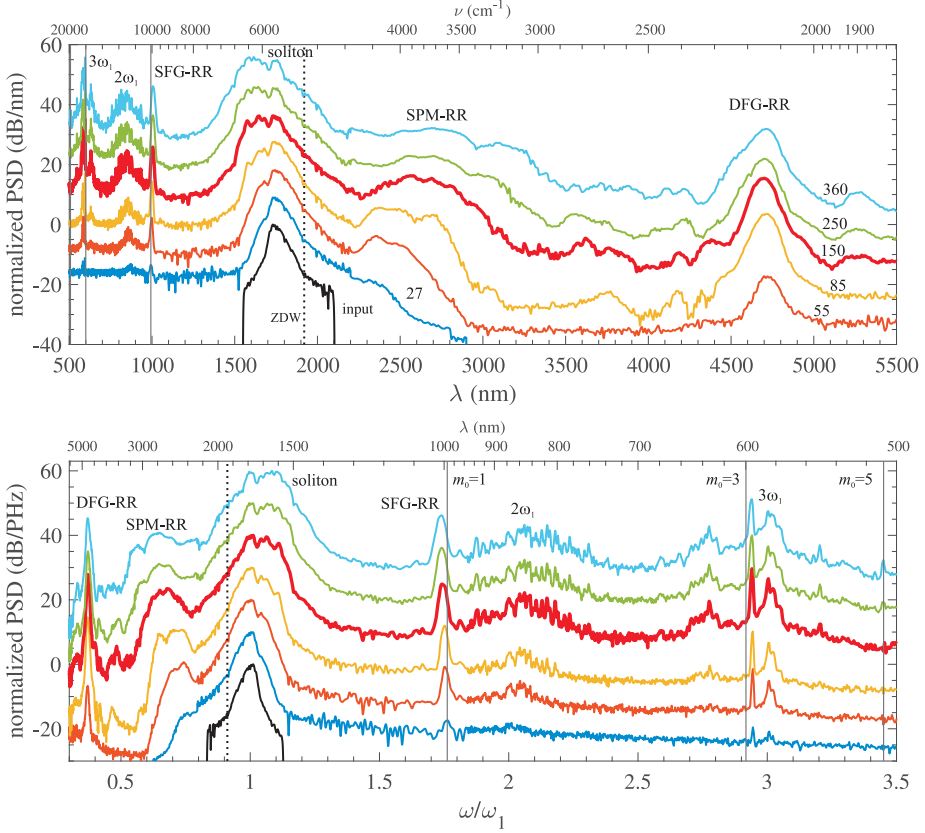 ν (cm⁻¹)
20000 10000 8000 6000 4000 3500 3000 2500 2000 1900
60 40 20 0 -20 -40
normalized PSD (dB/nm)
3ω₁
2ω₁
SFG-RR
soliton
SPM-RR
DFG-RR
360
250
150
85
55
27
ZDW
input
500 1000 1500 2000 2500 3000 3500 4000 4500 5000 5500
λ (nm)
λ (nm)
5000 3000 2000 1500 1000 900 800 700 600 500
60 40 20 0 -20
normalized PSD (dB/PHz)
DFG-RR
SPM-RR
soliton
SFG-RR
m₀=1
2ω₁
m₀=3
3ω₁
m₀=5
0.5 1 1.5 2 2.5 3 3.5
ω/ω₁